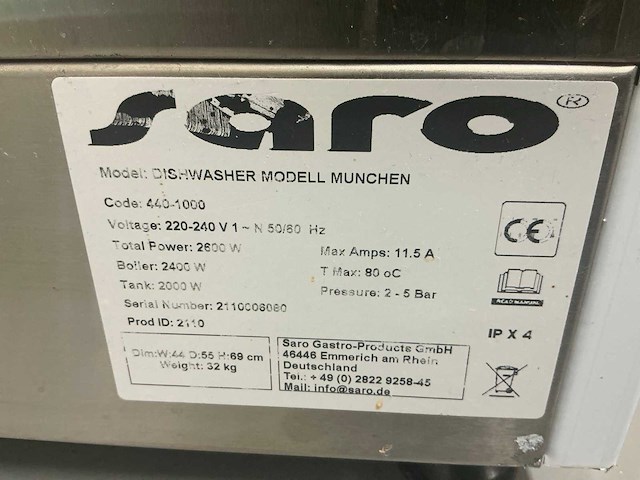 saro®
Model: DISHWASHER MODELL MUNCHEN
Code: 440-1000
Voltage: 220-240 V 1 ~ N 50/60 Hz
Total Power: 2600 W
Max Amps: 11.5 A
Boiler: 2400 W
T Max: 80 oC
Tank: 2000 W
Pressure: 2 - 5 Bar
Serial Number: 2110006080
Prod ID: 2110
CE
READ MANUAL
IP X 4
Dim:W:44 D:55 H:69 cm
Weight: 32 kg
Saro Gastro-Products GmbH
46446 Emmerich am Rhein
Deutschland
Tel.: + 49 (0) 2822 9258-45
Mail: info@saro.de